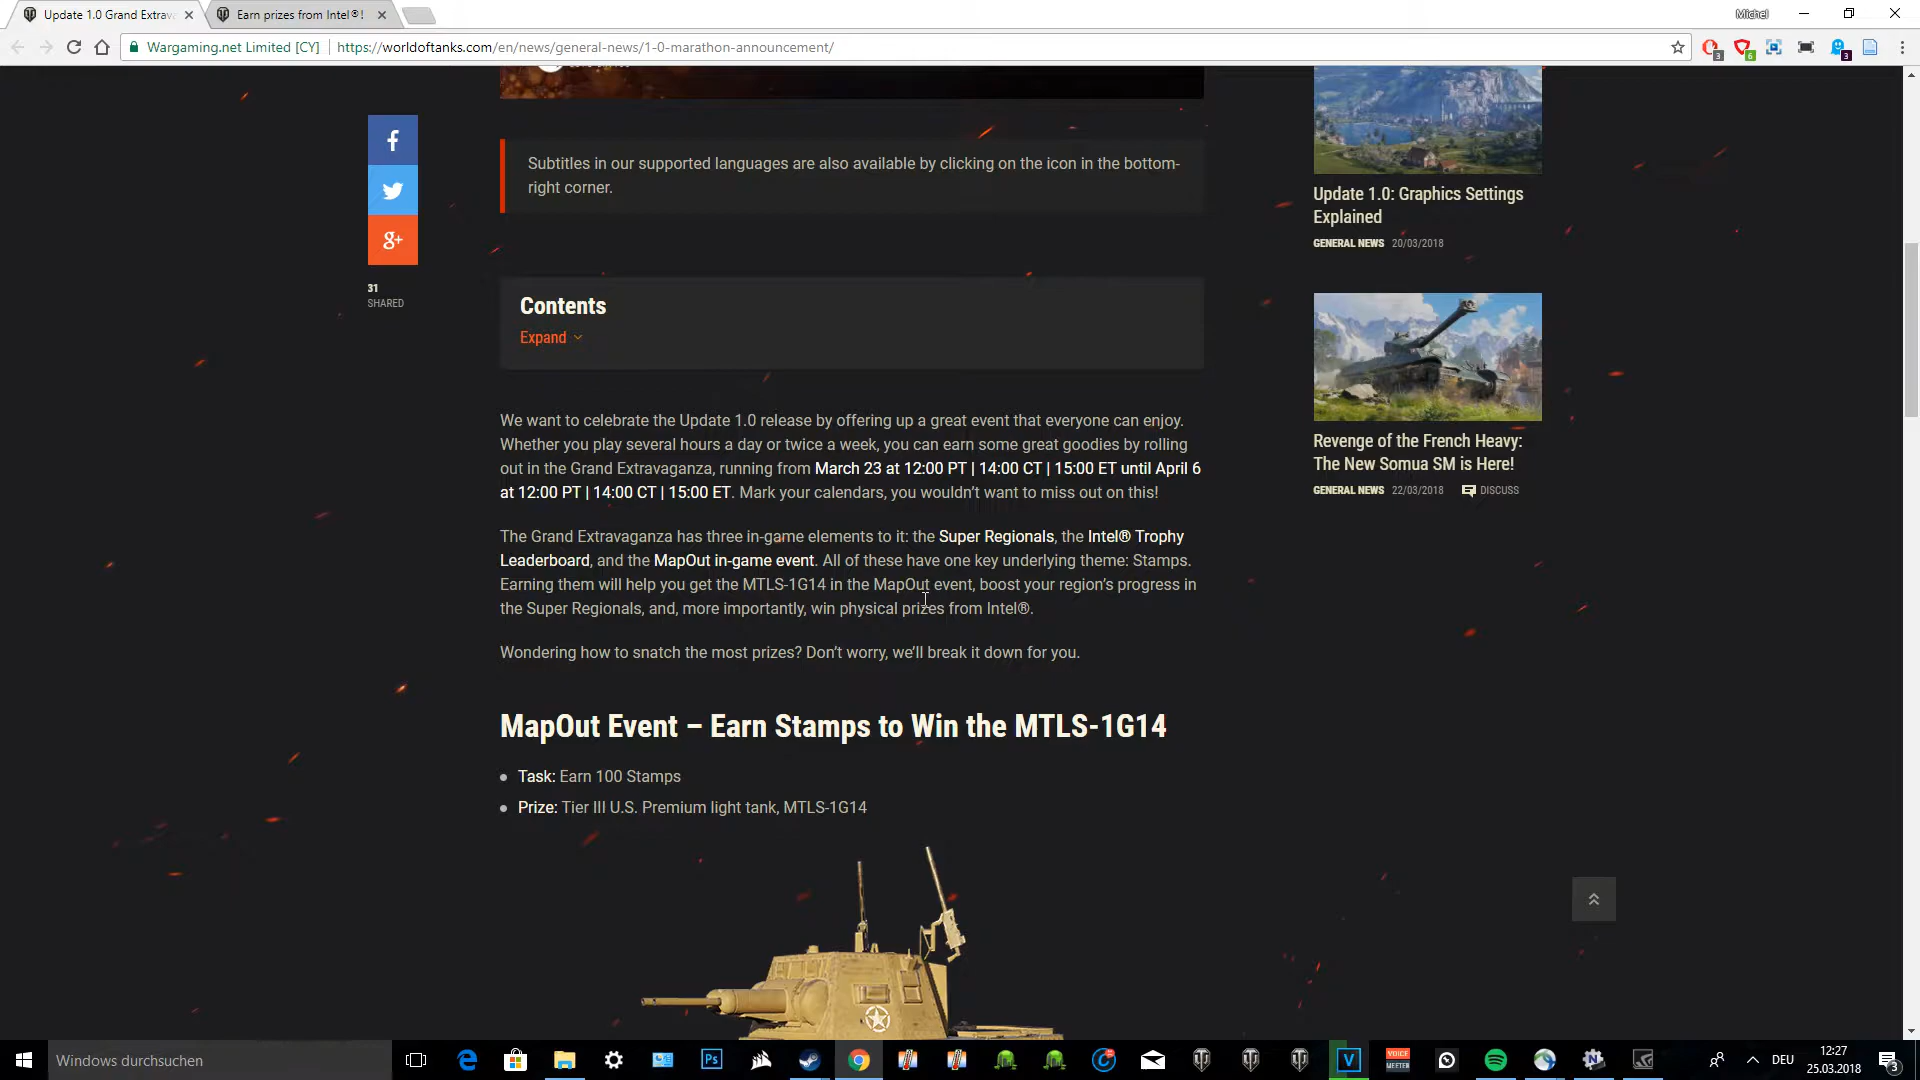 Update 1.0 Grand Extrav
Earn prizes from Intel®!
Michel
Wargaming.net Limited [CY]
https://worldoftanks.com/en/news/general-news/1-0-marathon-announcement/
3
6
3
Subtitles in our supported languages are also available by clicking on the icon in the bottom-
right corner.
31
SHARED
Contents
Expand
We want to celebrate the Update 1.0 release by offering up a great event that everyone can enjoy.
Whether you play several hours a day or twice a week, you can earn some great goodies by rolling
out in the Grand Extravaganza, running from March 23 at 12:00 PT | 14:00 CT | 15:00 ET until April 6
at 12:00 PT | 14:00 CT | 15:00 ET. Mark your calendars, you wouldn't want to miss out on this!
The Grand Extravaganza has three in-game elements to it: the Super Regionals, the Intel® Trophy
Leaderboard, and the MapOut in-game event. All of these have one key underlying theme: Stamps.
Earning them will help you get the MTLS-1G14 in the MapOut event, boost your region's progress in
the Super Regionals, and, more importantly, win physical prizes from Intel®.
Wondering how to snatch the most prizes? Don't worry, we'll break it down for you.
MapOut Event – Earn Stamps to Win the MTLS-1G14
Task: Earn 100 Stamps
Prize: Tier III U.S. Premium light tank, MTLS-1G14
Update 1.0: Graphics Settings
Explained
GENERAL NEWS 20/03/2018
Revenge of the French Heavy:
The New Somua SM is Here!
GENERAL NEWS 22/03/2018 DISCUSS
Windows durchsuchen
DEU
12:27
25.03.2018
3